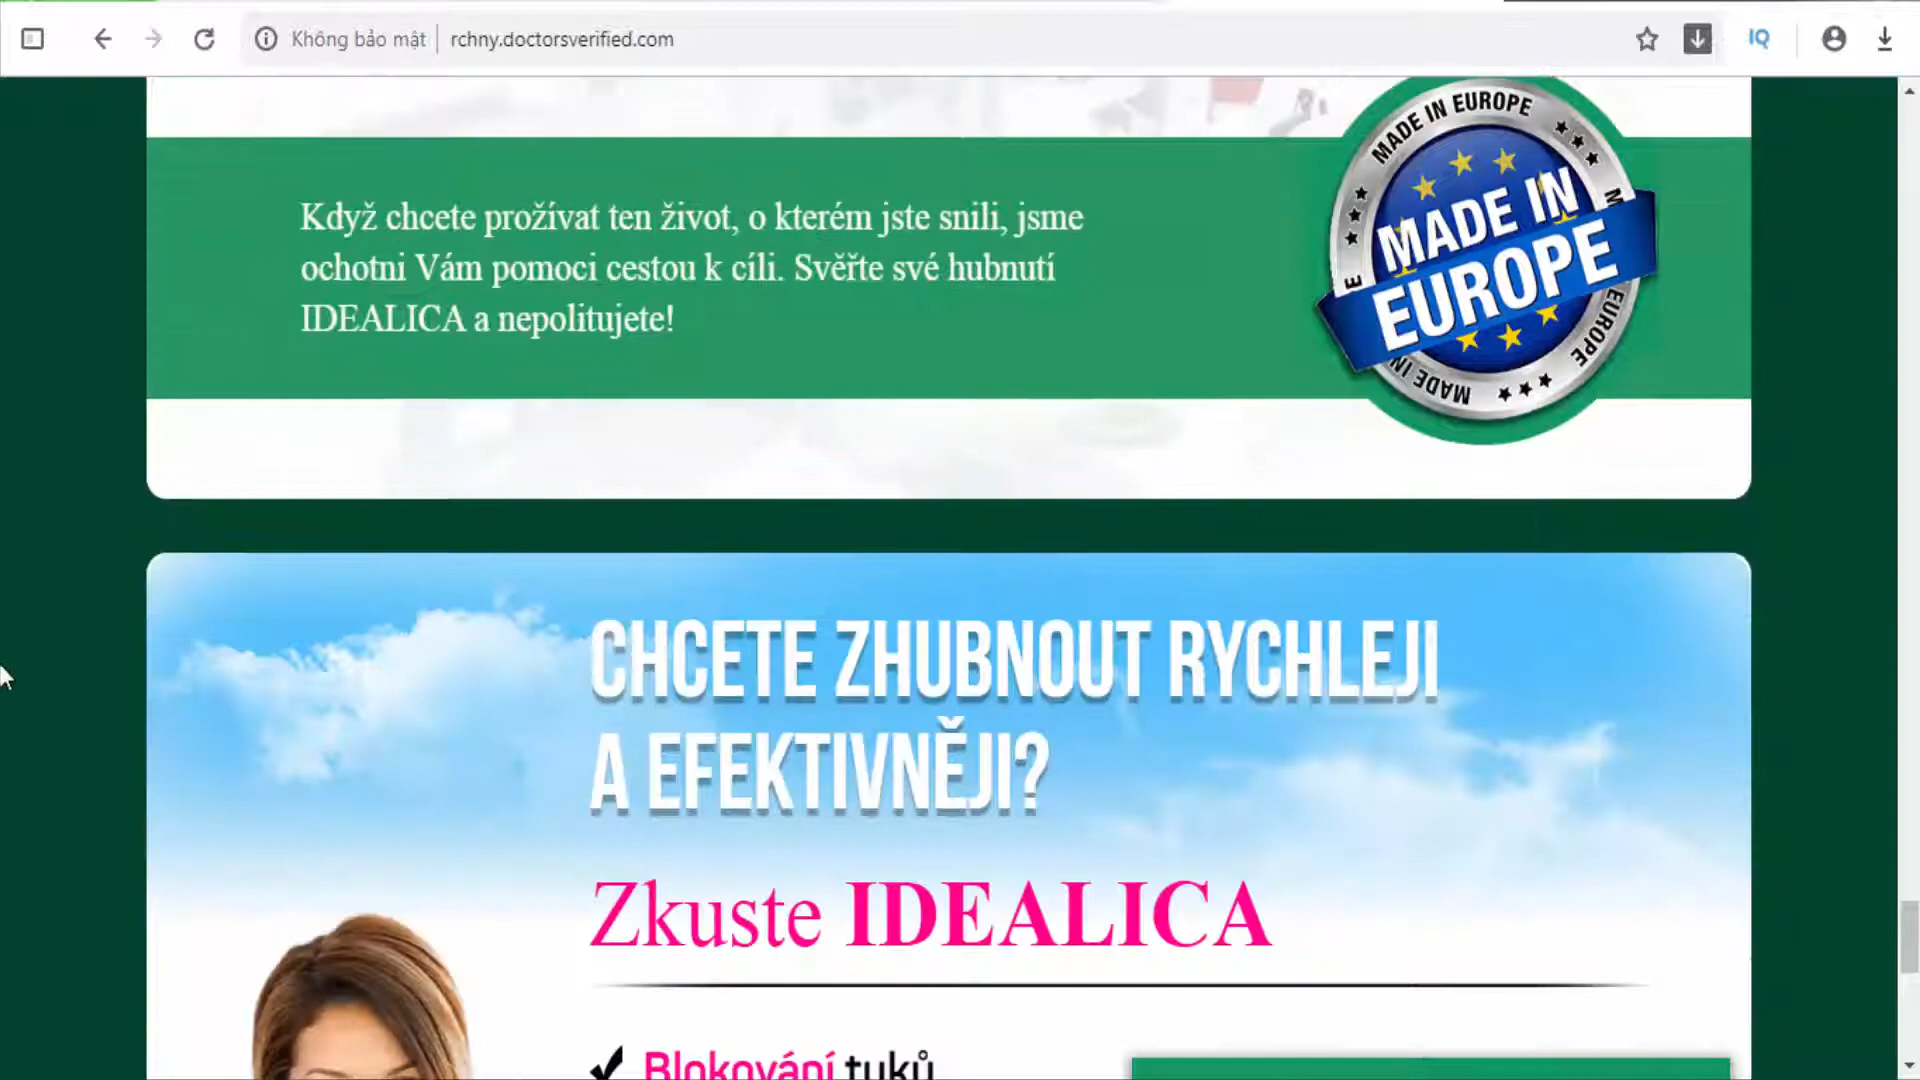 Không bảo mật
rchny.doctorsverified.com
IQ
Když chcete prožívat ten život, o kterém jste snili, jsme
ochotni Vám pomoci cestou k cíli. Svěřte své hubnutí
IDEALICA a nepolitujete!
MADE IN EUROPE
MADE IN
EUROPE
EUROPE
MADE IN
CHCETE ZHUBNOUT RYCHLEJI
A EFEKTIVNĚJI?
Zkuste IDEALICA
Blokování tuků